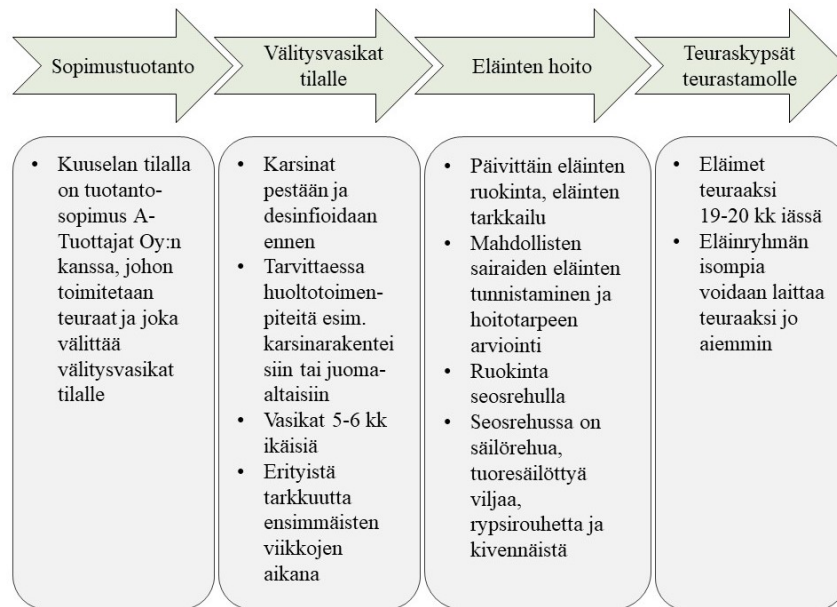 Sopimustuotanto
Välitysvasikat
tilalle
Eläinten hoito
Teuraskypsät
teurastamolle
• Kuuselan tilalla
on tuotanto-
sopimus A-
Tuottajat Oy:n
kanssa, johon
toimitetaan
teuraat ja joka
välittää
välitysvasikat
tilalle
• Karsinat
pestään ja
desinfioidaan
ennen
• Tarvittaessa
huoltotoimen-
piteitä esim.
karsinarakentei
siin tai juoma-
altaisiin
• Vasikat 5-6 kk
ikäisiä
• Erityistä
tarkkuutta
ensimmäisten
viikkojen
aikana
• Päivittäin eläinten
ruokinta, eläinten
tarkkailu
• Mahdollisten
sairaiden eläinten
tunnistaminen ja
hoitotarpeen
arviointi
• Ruokinta
seosrehulla
• Seosrehussa on
säilörehua,
tuoresäilöttyä
viljaa,
rypsirouhetta ja
kivennäistä
• Eläimet
teuraaksi
19-20 kk iässä
• Eläinryhmän
isompia
voidaan laittaa
teuraaksi jo
aiemmin